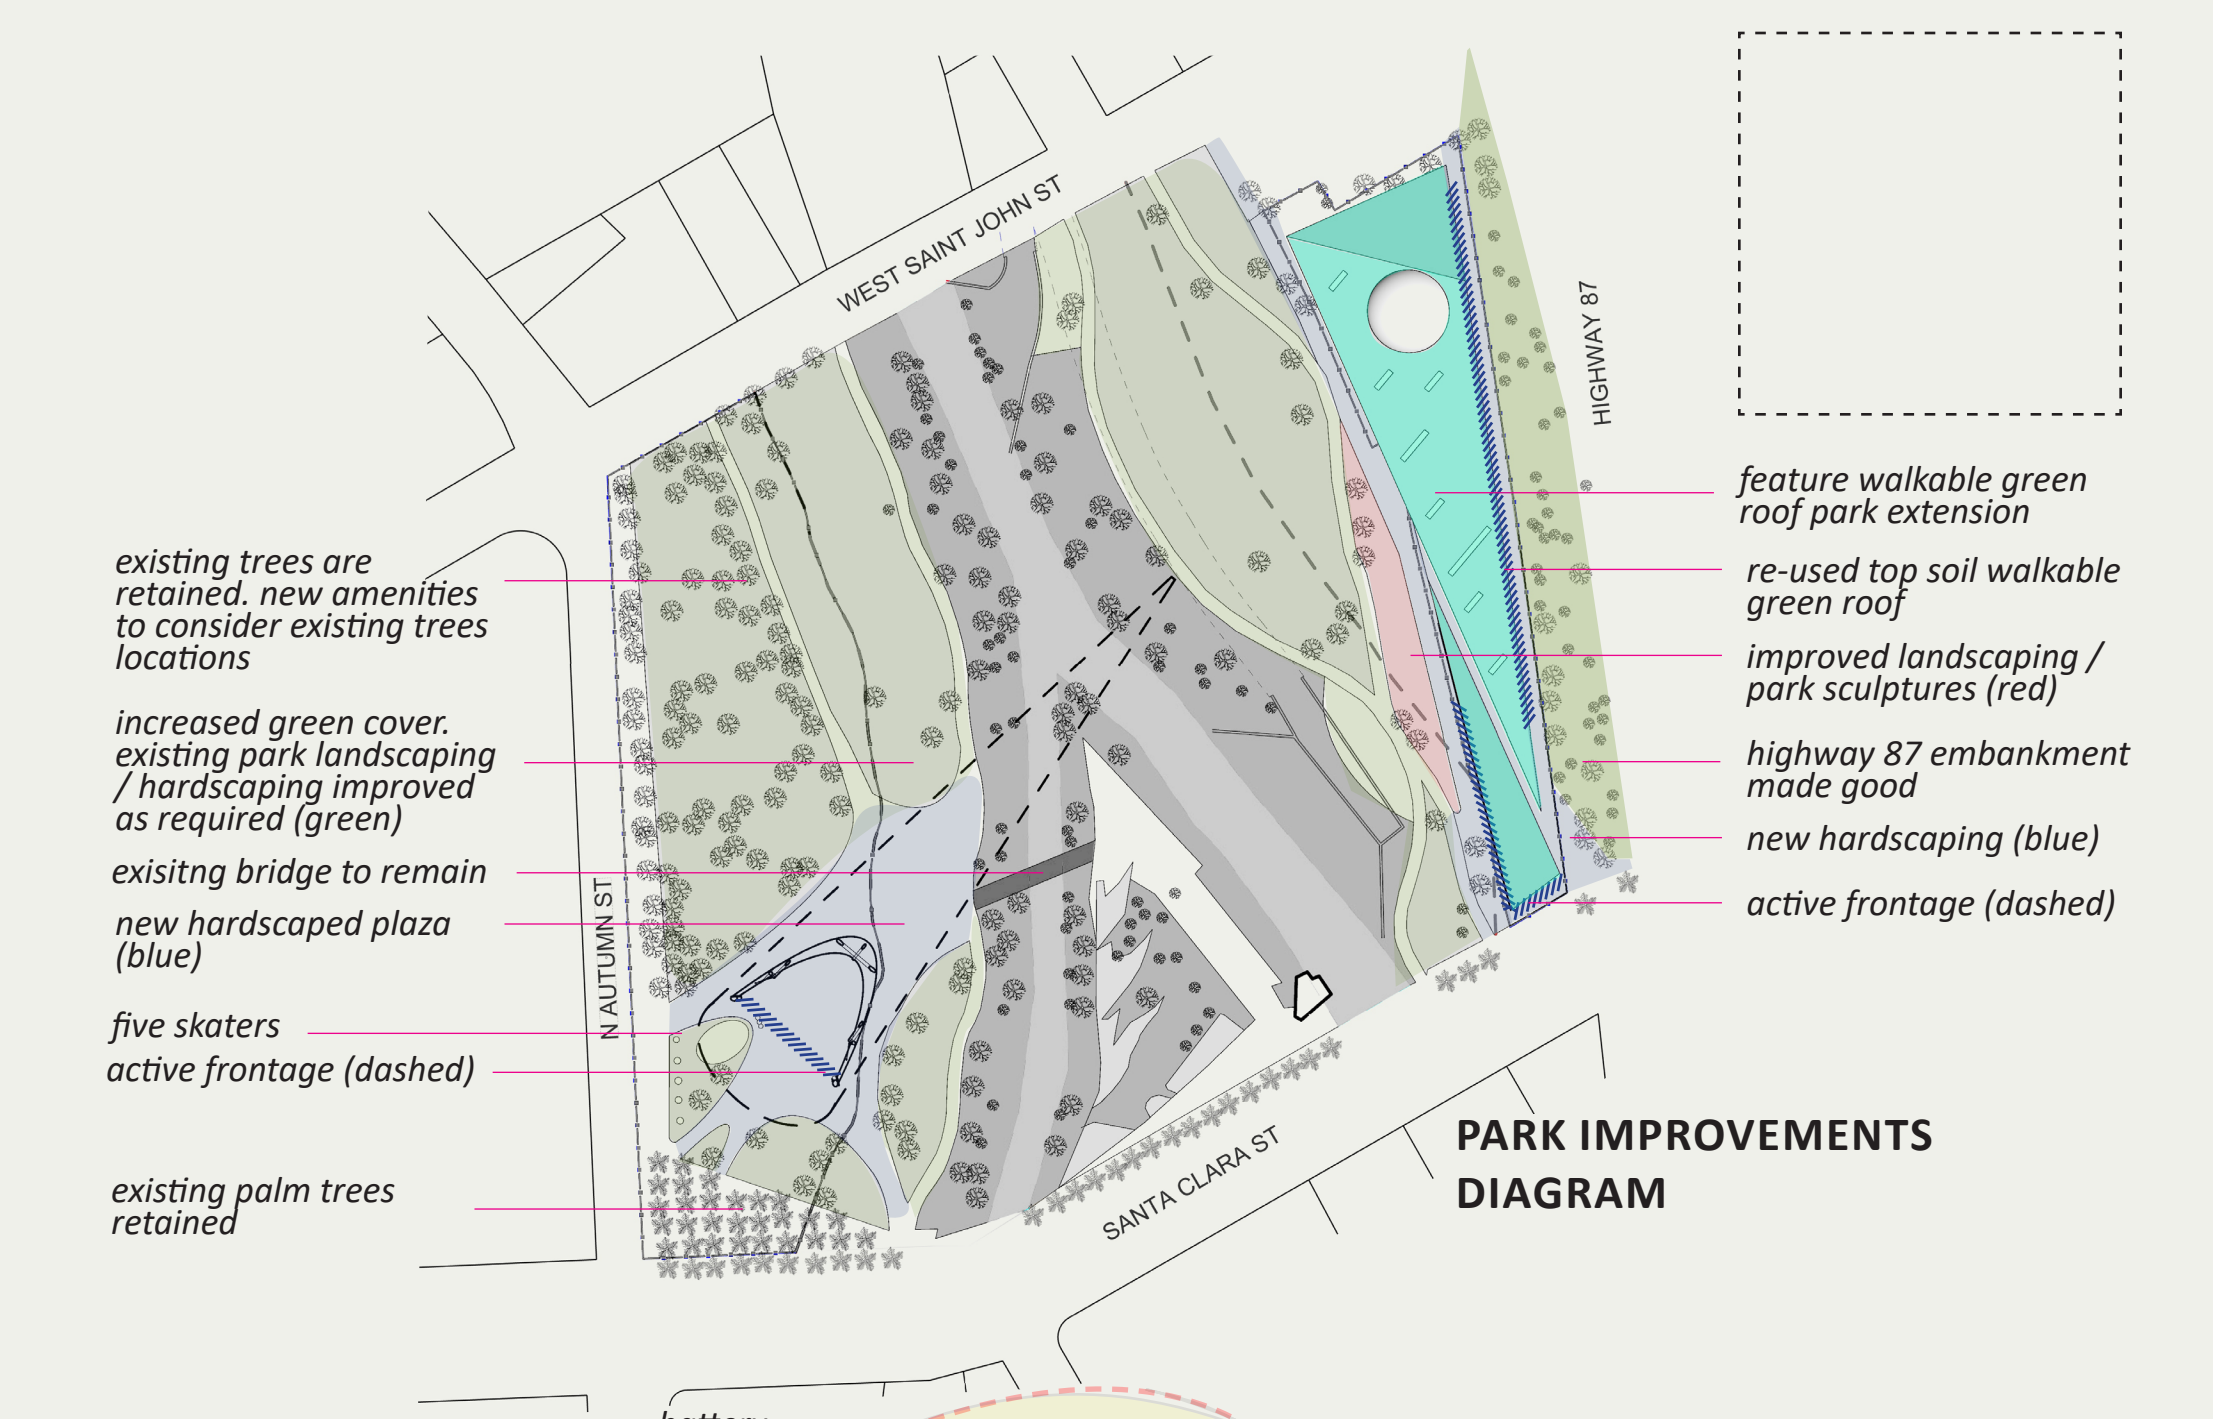 WEST SAINT JOHN ST
HIGHWAY 87
existing trees are
retained. new amenities
to consider existing trees
locations
increased green cover.
existing park landscaping
/ hardscaping improved
as required (green)
exisitng bridge to remain
new hardscaped plaza
(blue)
five skaters
active frontage (dashed)
existing palm trees
retained
N AUTUMN ST
feature walkable green
roof park extension
re-used top soil walkable
green roof
improved landscaping /
park sculptures (red)
highway 87 embankment
made good
new hardscaping (blue)
active frontage (dashed)
SANTA CLARA ST
PARK IMPROVEMENTS
DIAGRAM